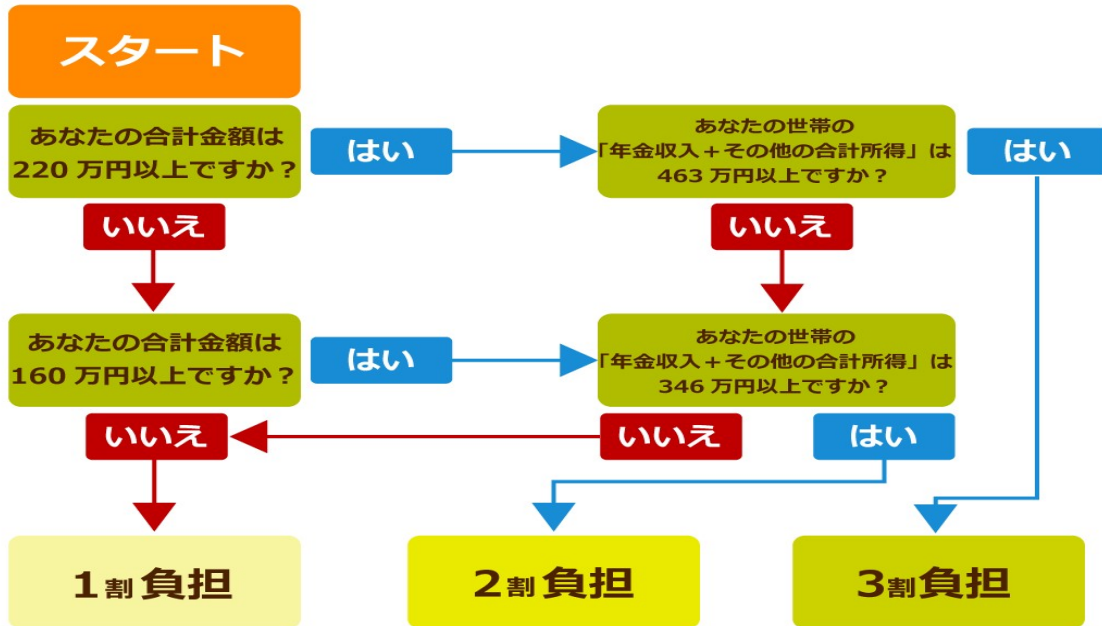 スタート
あなたの合計金額は
220 万円以上ですか？
はい
あなたの世帯の
「年金収入＋その他の合計所得」は
463 万円以上ですか？
はい
いいえ
いいえ
あなたの合計金額は
160 万円以上ですか？
はい
あなたの世帯の
「年金収入＋その他の合計所得」は
346 万円以上ですか？
いいえ
いいえ
はい
1割負担
2割負担
3割負担